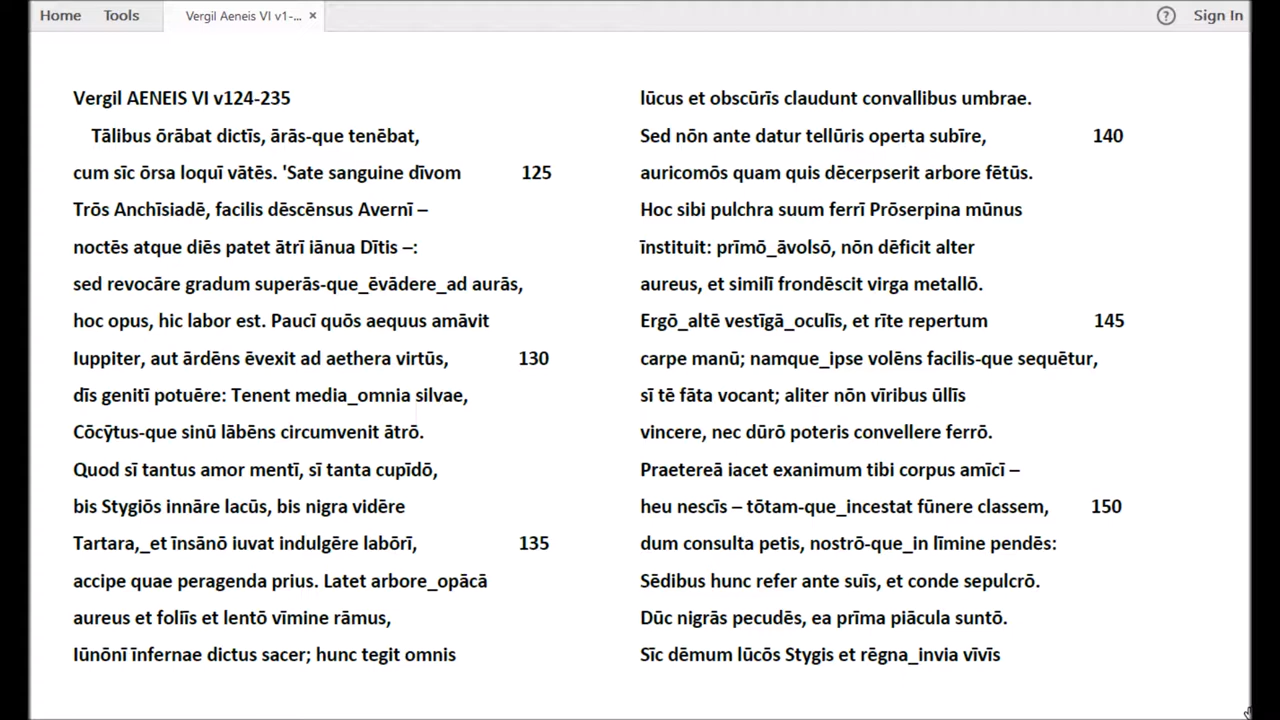 Home Tools Vergil Aeneis VI v1-... × ? Sign In
Vergil AENEIS VI v124-235
Tālibus ōrābat dictīs, ārās-que tenēbat,
cum sīc ōrsa loquī vātēs. 'Sate sanguine dīvom 125
Trōs Anchīsiadē, facilis dēscēnsus Avernī –
noctēs atque diēs patet ātrī iānua Dītis –:
sed revocāre gradum superās-que_ēvādere_ad aurās,
hoc opus, hic labor est. Paucī quōs aequus amāvit
Iuppiter, aut ārdēns ēvexit ad aethera virtūs, 130
dīs genitī potuēre: Tenent media_omnia silvae,
Cōcȳtus-que sinū lābēns circumvenit ātrō.
Quod sī tantus amor mentī, sī tanta cupīdō,
bis Stygiōs innāre lacūs, bis nigra vidēre
Tartara,_et īnsānō iuvat indulgēre labōrī, 135
accipe quae peragenda prius. Latet arbore_opācā
aureus et foliīs et lentō vīmine rāmus,
Iūnōnī īnfernae dictus sacer; hunc tegit omnis
lūcus et obscūrīs claudunt convallibus umbrae.
Sed nōn ante datur tellūris operta subīre, 140
auricomōs quam quis dēcerpserit arbore fētūs.
Hoc sibi pulchra suum ferrī Prōserpina mūnus
īnstituit: prīmō_āvolsō, nōn dēficit alter
aureus, et similī frondēscit virga metallō.
Ergō_altē vestīgā_oculīs, et rīte repertum 145
carpe manū; namque_ipse volēns facilis-que sequētur,
sī tē fāta vocant; aliter nōn vīribus ūllīs
vincere, nec dūrō poteris convellere ferrō.
Praetereā iacet exanimum tibi corpus amīcī –
heu nescīs – tōtam-que_incestat fūnere classem, 150
dum consulta petis, nostrō-que_in līmine pendēs:
Sēdibus hunc refer ante suīs, et conde sepulcrō.
Dūc nigrās pecudēs, ea prīma piācula suntō.
Sīc dēmum lūcōs Stygis et rēgna_invia vīvīs